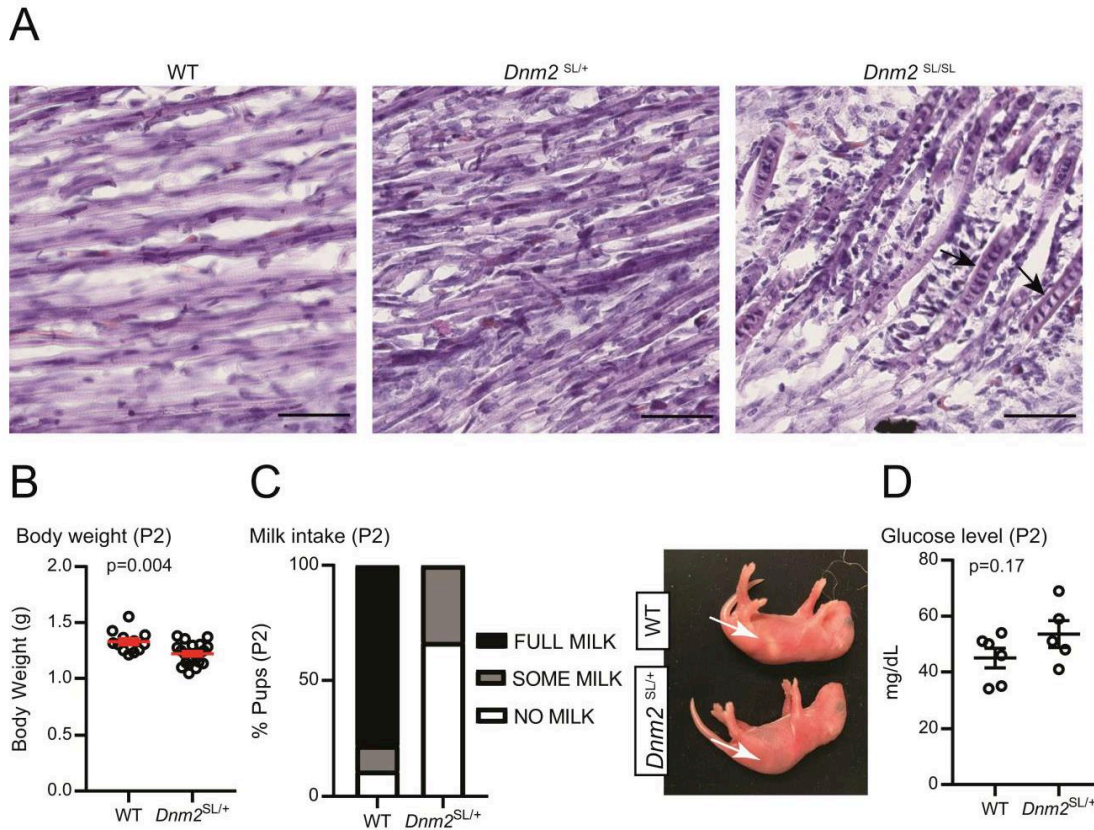 A
WT
Dnm2 SL/+
Dnm2 SL/SL
B
Body weight (P2)
p=0.004
2.0
1.5
1.0
0.5
0.0
Body Weight (g)
WT
Dnm2SL/+
C
Milk intake (P2)
100
50
0
% Pups (P2)
WT
Dnm2SL/+
FULL MILK
SOME MILK
NO MILK
WT
Dnm2 SL/+
D
Glucose level (P2)
p=0.17
80
60
40
20
0
mg/dL
WT
Dnm2SL/+